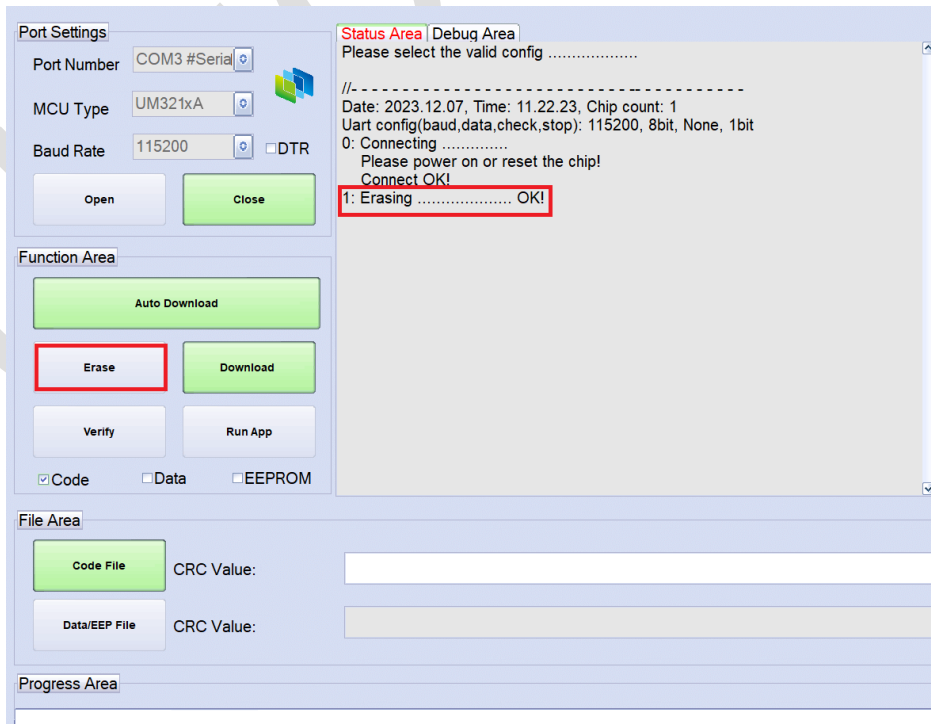 Port Settings
Port Number COM3 #Serial
MCU Type UM321xA
Baud Rate 115200 DTR
Open Close
Function Area
Auto Download
Erase Download
Verify Run App
Code Data EEPROM
Status Area Debug Area
Please select the valid config ...................
//- - - - - - - - - - - - - - - - - - - - - - - - - - -- - - - - - - - - - - -
Date: 2023.12.07, Time: 11.22.23, Chip count: 1
Uart config(baud,data,check,stop): 115200, 8bit, None, 1bit
0: Connecting ..............
Please power on or reset the chip!
Connect OK!
1: Erasing .................... OK!
File Area
Code File CRC Value:
Data/EEP File CRC Value:
Progress Area